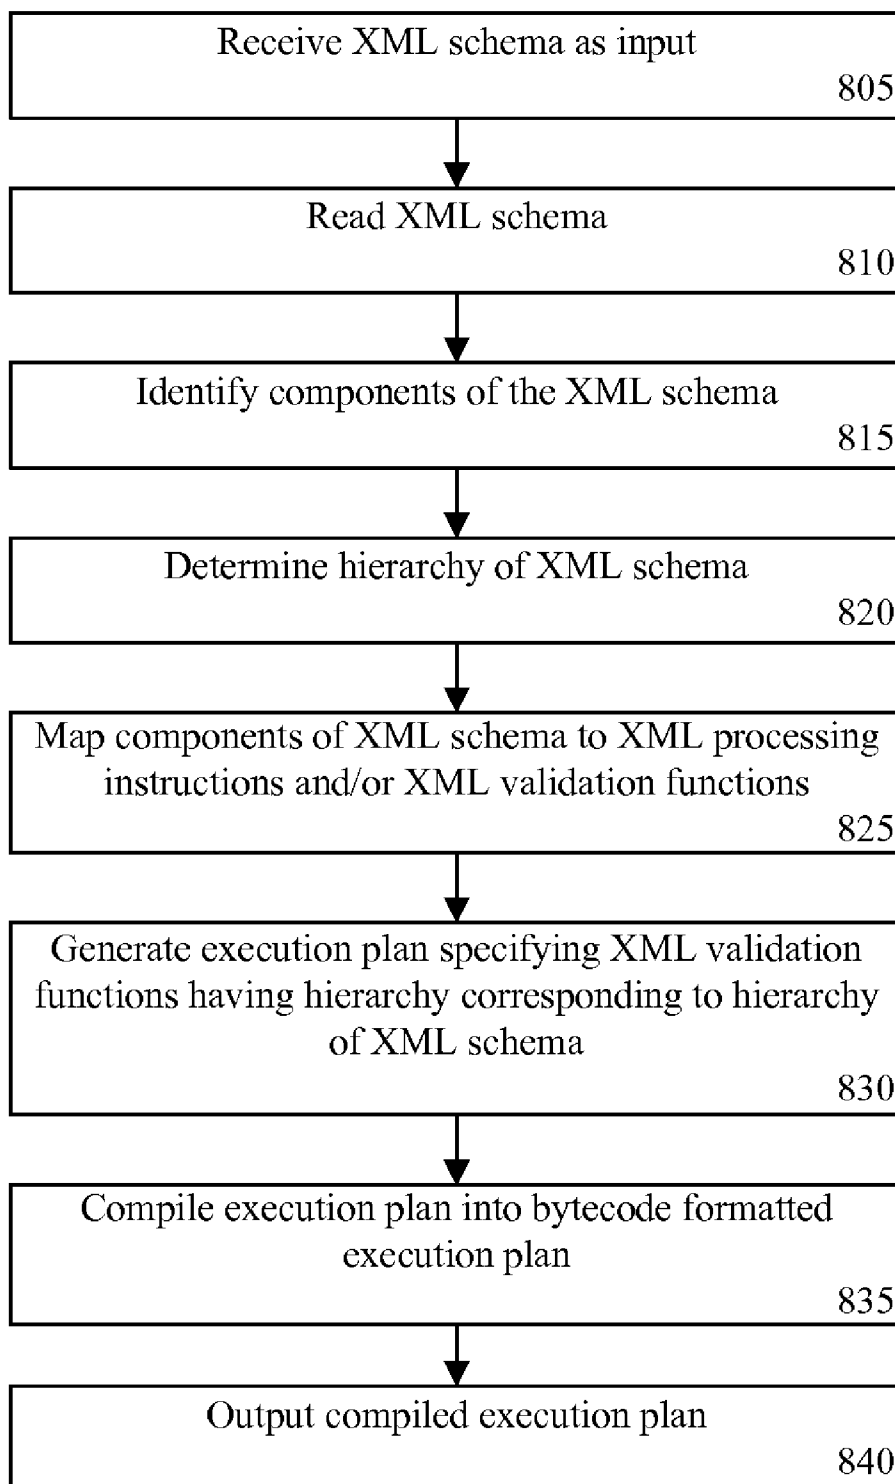 Receive XML schema as input
805
Read XML schema
810
Identify components of the XML schema
815
Determine hierarchy of XML schema
820
Map components of XML schema to XML processing
instructions and/or XML validation functions
825
Generate execution plan specifying XML validation
functions having hierarchy corresponding to hierarchy
of XML schema
830
Compile execution plan into bytecode formatted
execution plan
835
Output compiled execution plan
840